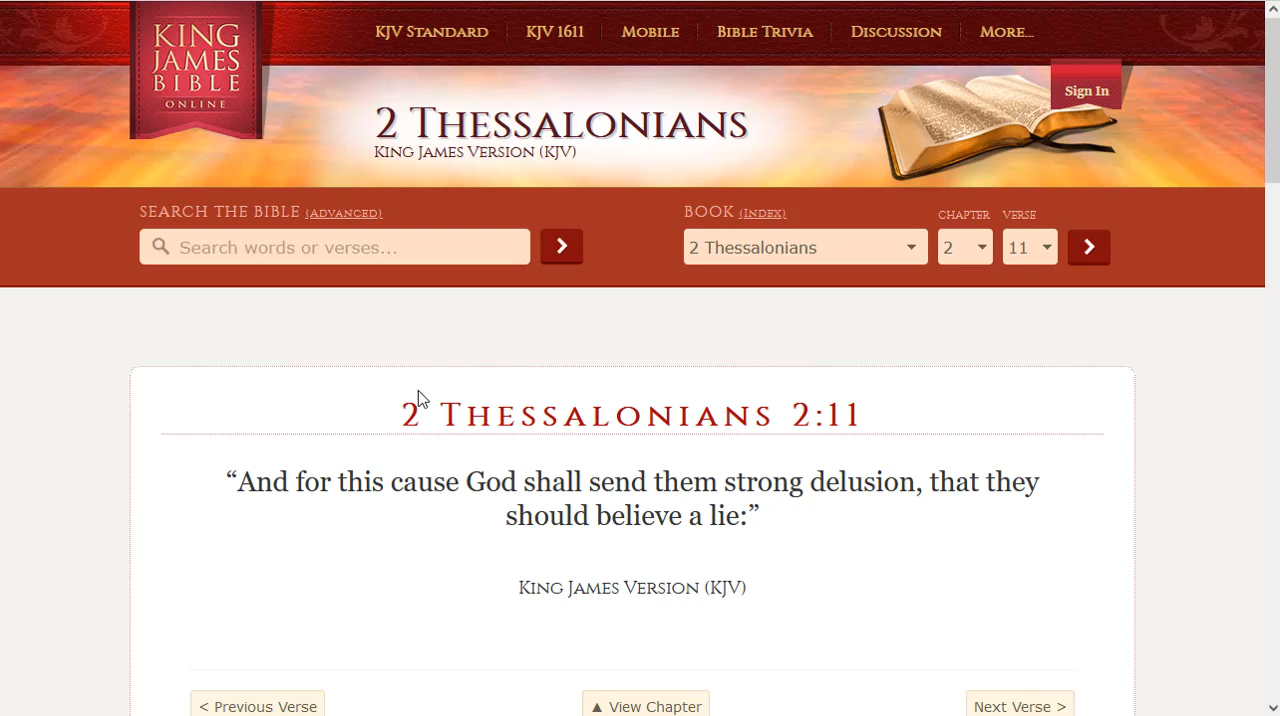 KING
JAMES
BIBLE
ONLINE
KJV Standard
KJV 1611
Mobile
Bible Trivia
Discussion
More...
Sign In
2 Thessalonians
King James Version (KJV)
SEARCH THE BIBLE (Advanced)
Search words or verses...
BOOK (Index)
CHAPTER
VERSE
2 Thessalonians
2
11
2 Thessalonians 2:11
“And for this cause God shall send them strong delusion, that they
should believe a lie:”
King James Version (KJV)
< Previous Verse
▲ View Chapter
Next Verse >